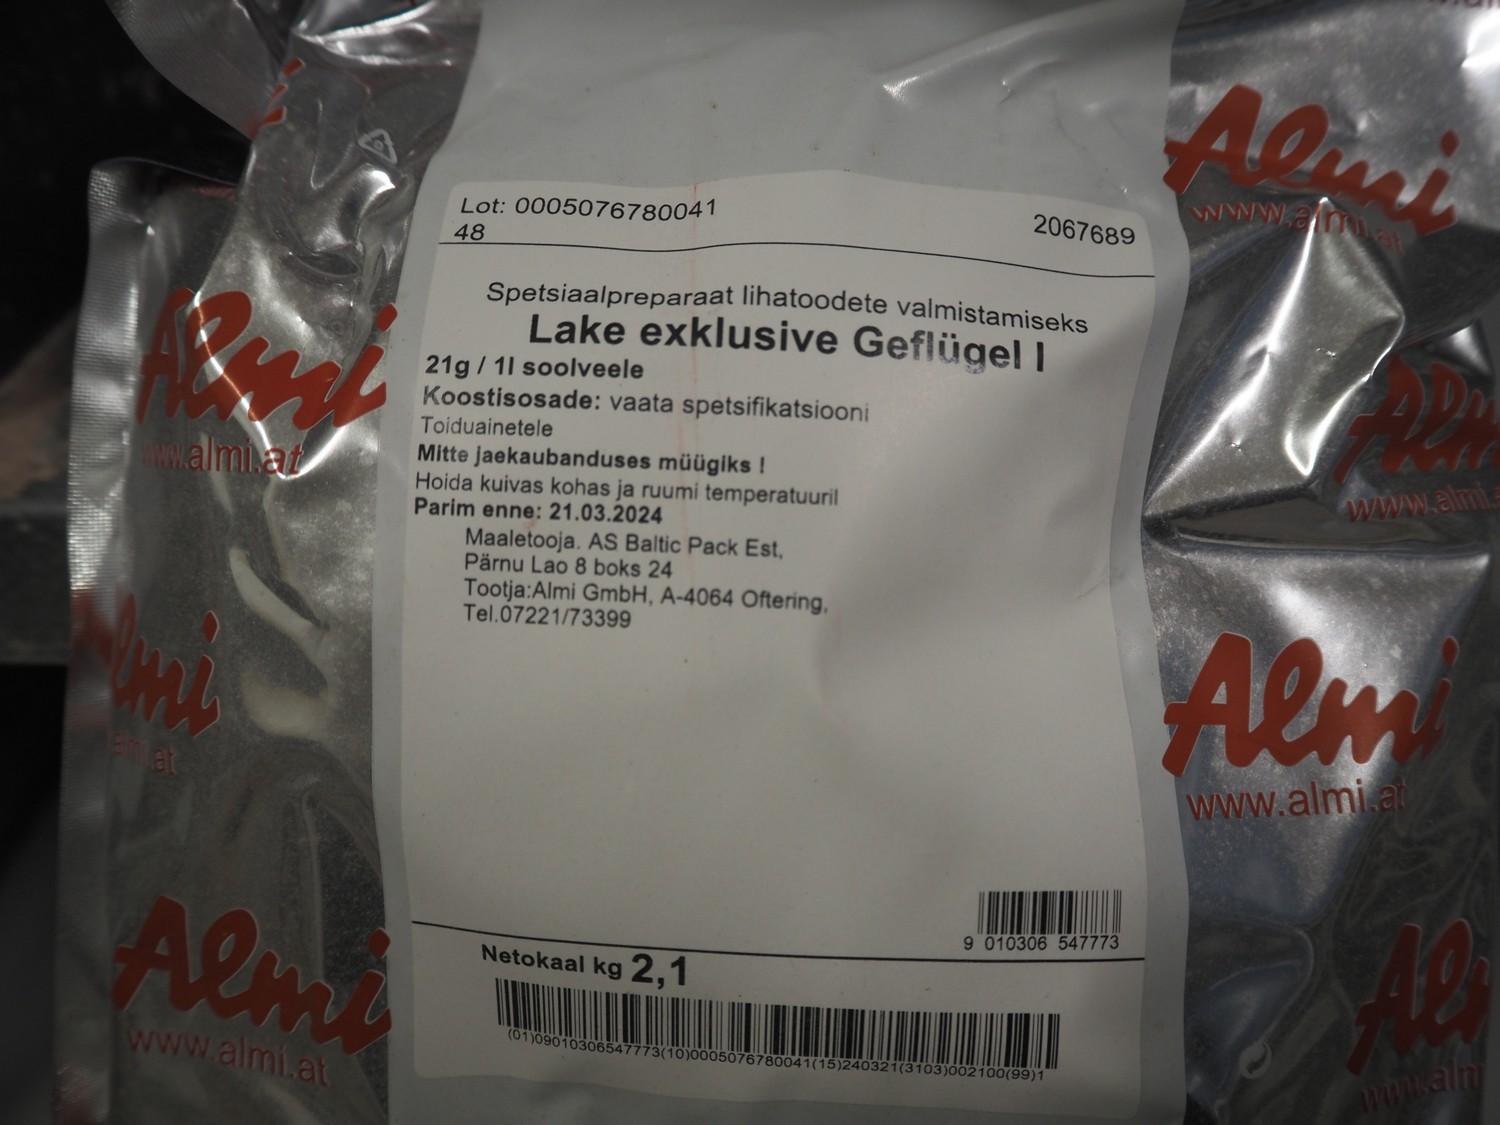 Almi
www.almi.at
Lot: 0005076780041
48
2067689
Spetsiaalpreparaat lihatoodete valmistamiseks
Lake exklusive Geflügel I
21g / 1l soolveele
Koostisosade: vaata spetsifikatsiooni
Toiduainetele
Mitte jaekaubanduses müügiks !
Hoida kuivas kohas ja ruumi temperatuuril
Parim enne: 21.03.2024
Maaletooja. AS Baltic Pack Est,
Pärnu Lao 8 boks 24
Tootja:Almi GmbH, A-4064 Oftering,
Tel.07221/73399
9 010306 547773
Netokaal kg 2,1
(01)09010306547773(10)0005076780041(15)240321(3103)002100(99)1
Almi
www.almi.at
Almi
www.almi.at
Almi
www.almi.at
Almi
Almi